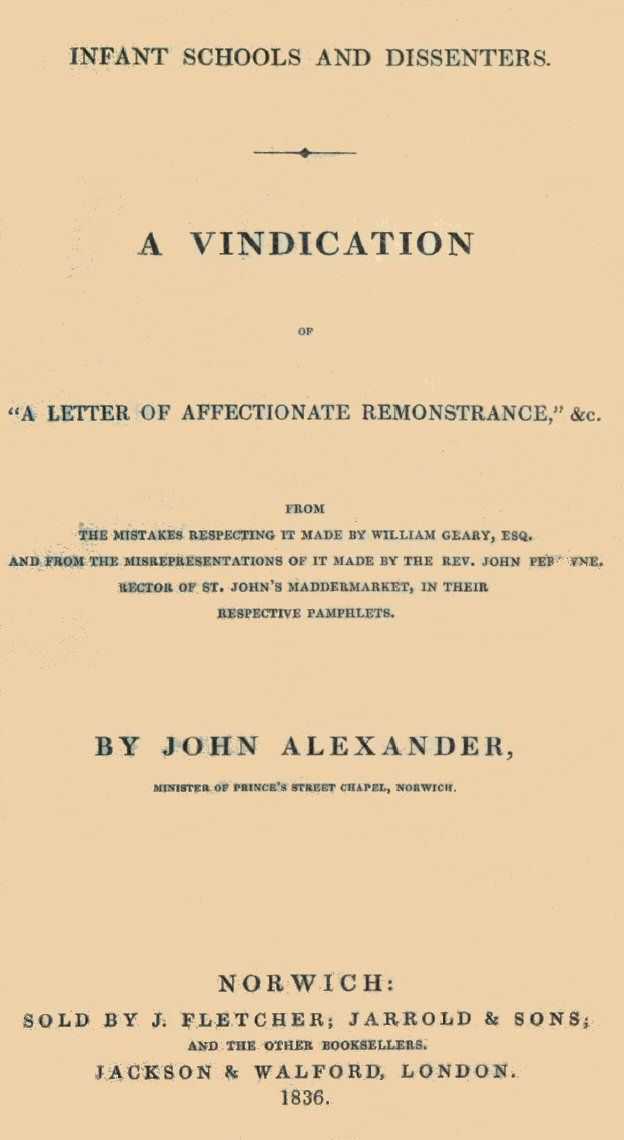 INFANT SCHOOLS AND DISSENTERS.
A VINDICATION
OF
“A LETTER OF AFFECTIONATE REMONSTRANCE,” &c.
FROM
THE MISTAKES RESPECTING IT MADE BY WILLIAM GEARY, ESQ.
AND FROM THE MISREPRESENTATIONS OF IT MADE BY THE REV. JOHN
RECTOR OF ST. JOHN’S MADDERMARKET, IN THEIR
RESPECTIVE PAMPHLETS.
BY JOHN ALEXANDER,
MINISTER OF PRINCE’S STREET CHAPEL, NORWICH.
NORWICH:
SOLD BY J. FLETCHER; JARROLD & SONS;
AND THE OTHER BOOKSELLERS.
JACKSON & WALFORD, LONDON.
1836.